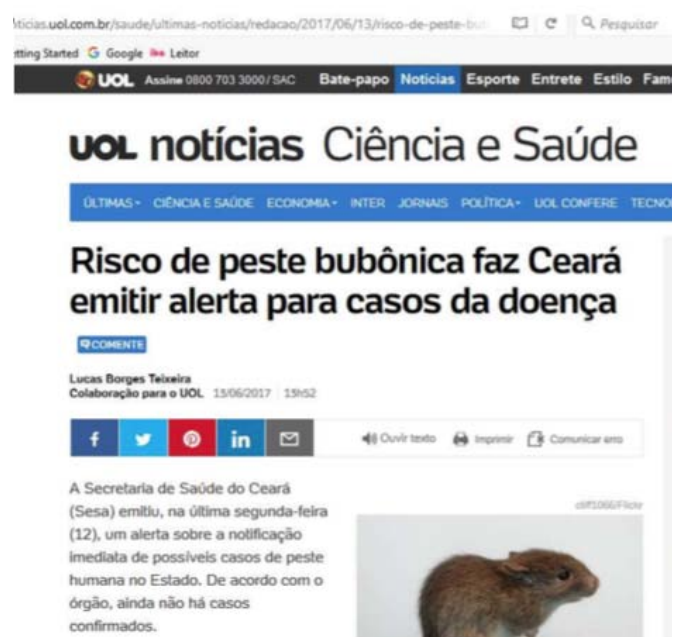 ticias.uol.com.br/saude/ultimas-noticias/redacao/2017/06/13/risco-de-peste-bub
Pesquisar
tting Started Google Leitor
UOL Assine 0800 703 3000 / SAC Bate-papo Notícias Esporte Entrete Estilo Fam
UOL notícias Ciência e Saúde
ÚLTIMAS CIÊNCIA E SAÚDE ECONOMIA INTER JORNAIS POLÍTICA UOL CONFERE TECNO
Risco de peste bubônica faz Ceará
emitir alerta para casos da doença
COMENTE
Lucas Borges Teixeira
Colaboração para o UOL 13/06/2017 15h52
Ouvir texto Imprimir Comunicar erro
A Secretaria de Saúde do Ceará
(Sesa) emitiu, na última segunda-feira
(12), um alerta sobre a notificação
imediata de possíveis casos de peste
humana no Estado. De acordo com o
órgão, ainda não há casos
confirmados.
cliff1066/Flickr